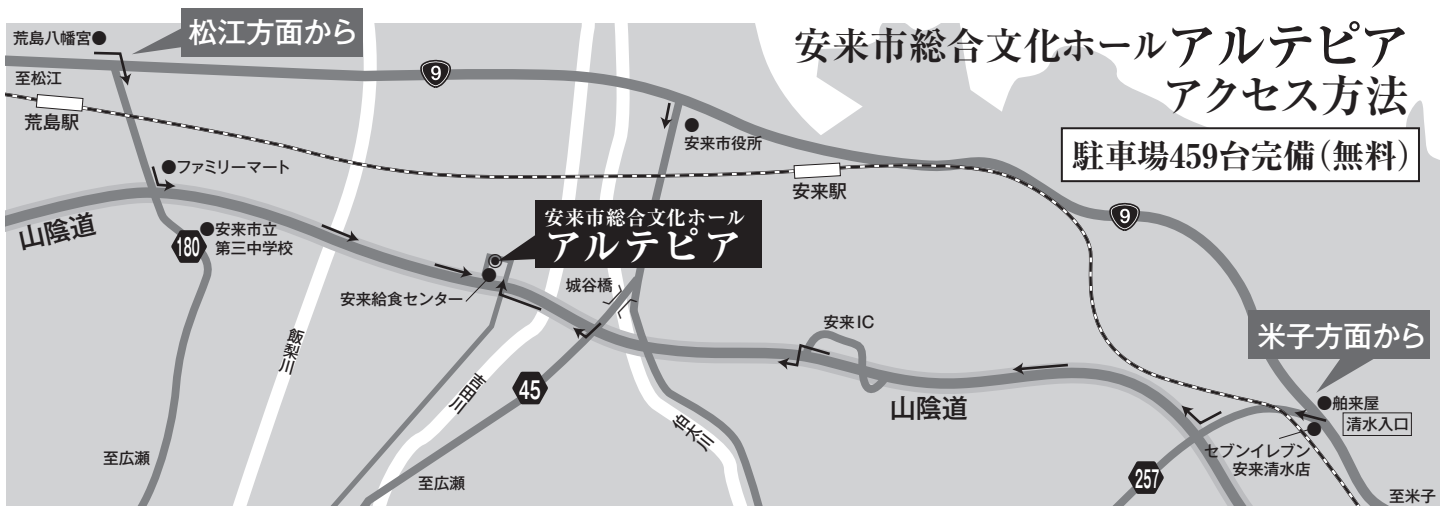 安来市総合文化ホールアルテピア
アクセス方法
駐車場459台完備(無料)
松江方面から
荒島八幡宮
至松江
荒島駅
9
ファミリーマート
安来市役所
安来駅
山陰道
180
安来市立
第三中学校
安来市総合文化ホール
アルテピア
安来給食センター
城谷橋
飯梨川
吉田川
45
伯太川
安来IC
山陰道
9
米子方面から
舶来屋
清水入口
セブンイレブン
安来清水店
257
至広瀬
至広瀬
至米子